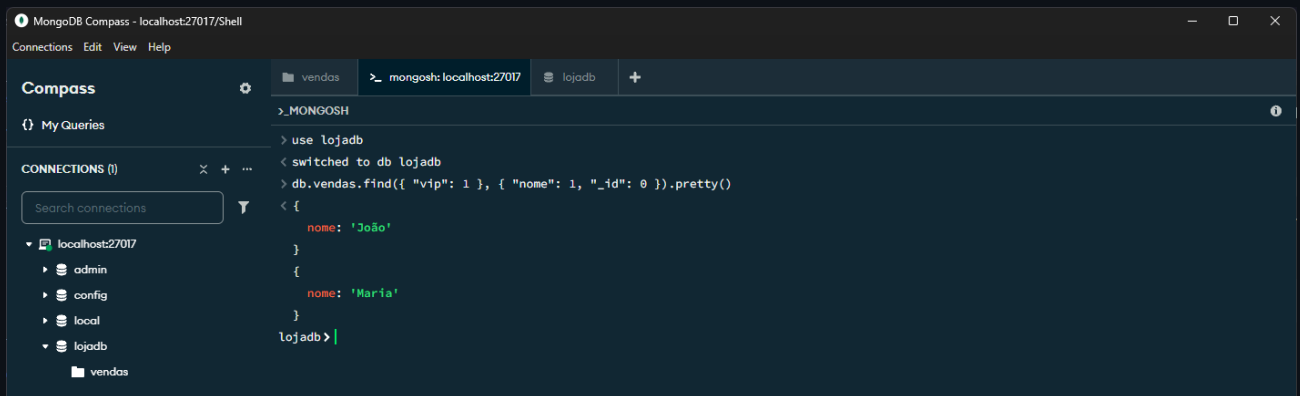 MongoDB Compass - localhost:27017/Shell
Connections Edit View Help
Compass
{} My Queries
CONNECTIONS (1)
Search connections
localhost:27017
admin
config
local
lojadb
vendas
vendas
>_ mongosh: localhost:27017
lojadb
>_MONGOSH
> use lojadb
< switched to db lojadb
> db.vendas.find({ "vip": 1 }, { "nome": 1, "_id": 0 }).pretty()
< {
nome: 'João'
}
{
nome: 'Maria'
}
lojadb>